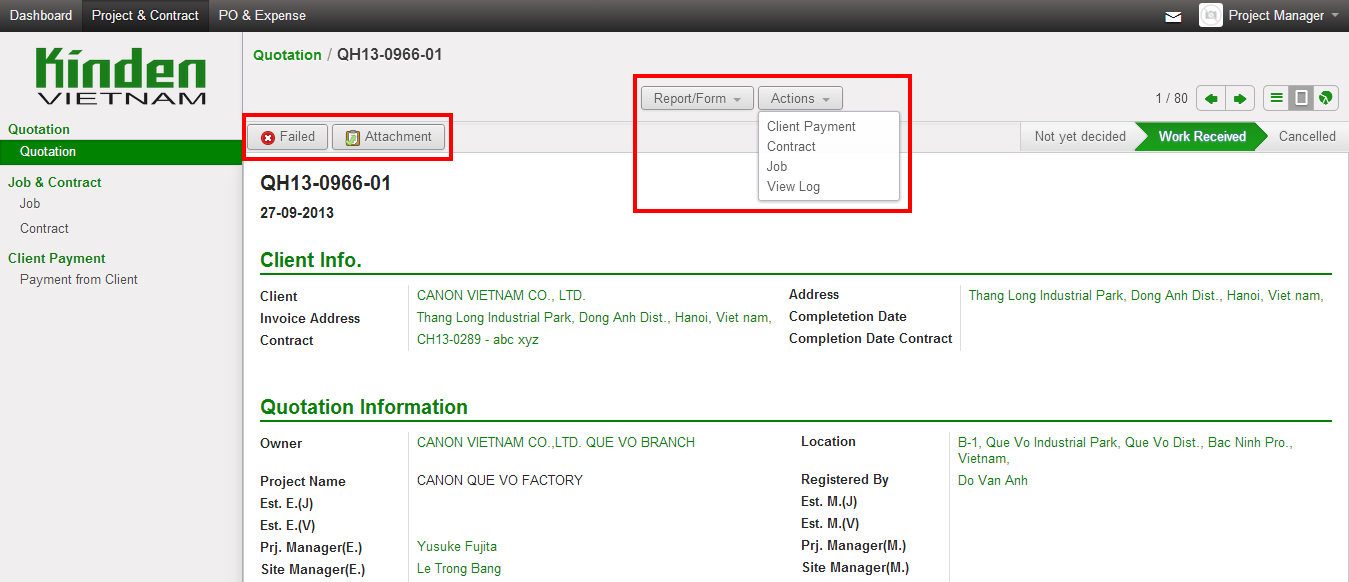 Dashboard Project & Contract PO & Expense Project Manager
Kinden
VIETNAM
Quotation / QH13-0966-01
Report/Form Actions 1 / 80
Client Payment
Contract
Job
View Log
Failed Attachment Not yet decided Work Received Cancelled
Quotation
Quotation
Job & Contract
Job
Contract
Client Payment
Payment from Client
QH13-0966-01
27-09-2013
Client Info.
Client CANON VIETNAM CO., LTD. Address Thang Long Industrial Park, Dong Anh Dist., Hanoi, Viet nam,
Invoice Address Thang Long Industrial Park, Dong Anh Dist., Hanoi, Viet nam, Completetion Date
Contract CH13-0289 - abc xyz Completion Date Contract
Quotation Information
Owner CANON VIETNAM CO.,LTD. QUE VO BRANCH Location B-1, Que Vo Industrial Park, Que Vo Dist., Bac Ninh Pro.,
Vietnam,
Project Name CANON QUE VO FACTORY Registered By Do Van Anh
Est. E.(J) Est. M.(J)
Est. E.(V) Est. M.(V)
Prj. Manager(E.) Yusuke Fujita Prj. Manager(M.)
Site Manager(E.) Le Trong Bang Site Manager(M.)